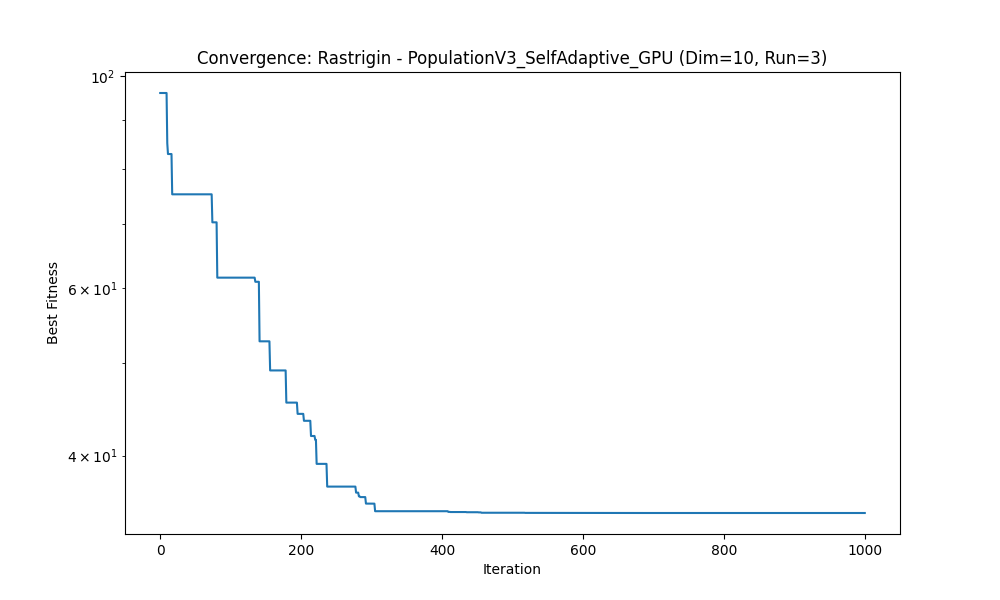 Convergence: Rastrigin - PopulationV3_SelfAdaptive_GPU (Dim=10, Run=3)
10²
6 × 10¹
4 × 10¹
Best Fitness
0 200 400 600 800 1000
Iteration